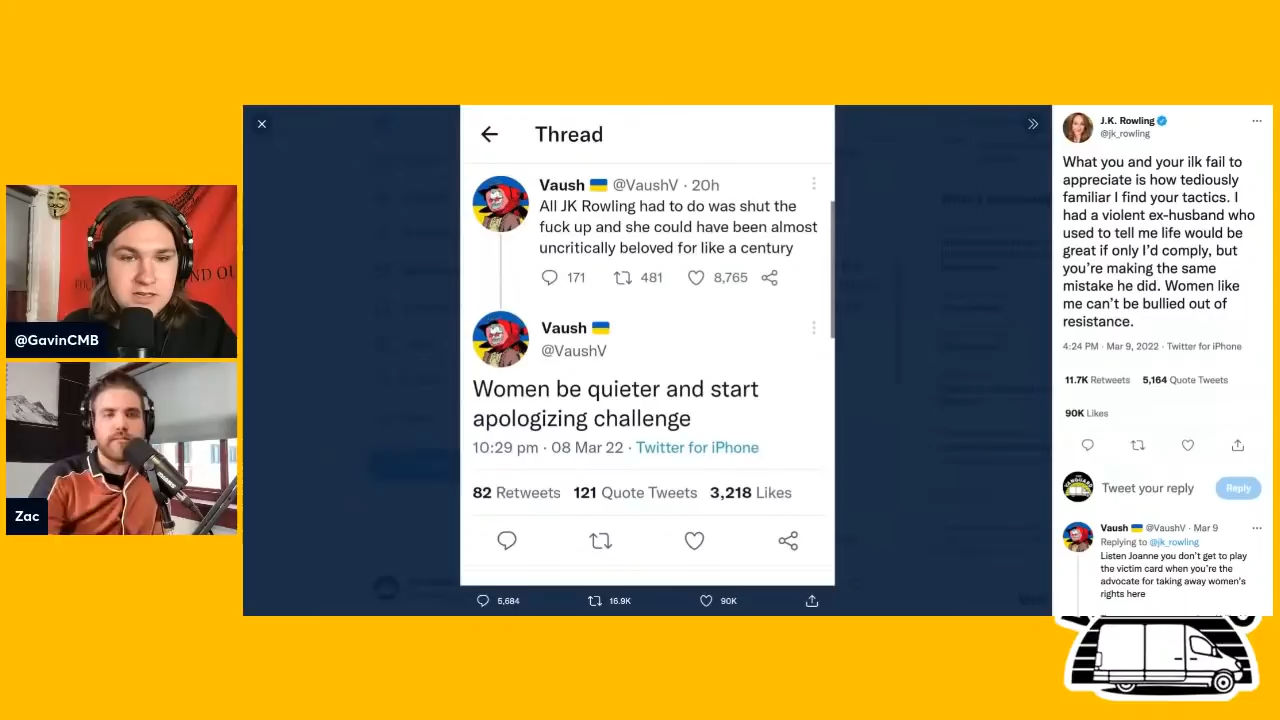 @GavinCMB
Zac
Thread
Vaush @VaushV · 20h
All JK Rowling had to do was shut the
fuck up and she could have been almost
uncritically beloved for like a century
171 481 8,765
Vaush
@VaushV
Women be quieter and start
apologizing challenge
10:29 pm · 08 Mar 22 · Twitter for iPhone
82 Retweets 121 Quote Tweets 3,218 Likes
5,684 16.9K 90K
J.K. Rowling
@jk_rowling
What you and your ilk fail to
appreciate is how tediously
familiar I find your tactics. I
had a violent ex-husband who
used to tell me life would be
great if only I'd comply, but
you're making the same
mistake he did. Women like
me can't be bullied out of
resistance.
4:24 PM · Mar 9, 2022 · Twitter for iPhone
11.7K Retweets 5,164 Quote Tweets
90K Likes
VANGUARD
Tweet your reply
Reply
Vaush @VaushV · Mar 9
Replying to @jk_rowling
Listen Joanne you don't get to play
the victim card when you're the
advocate for taking away women's
rights here